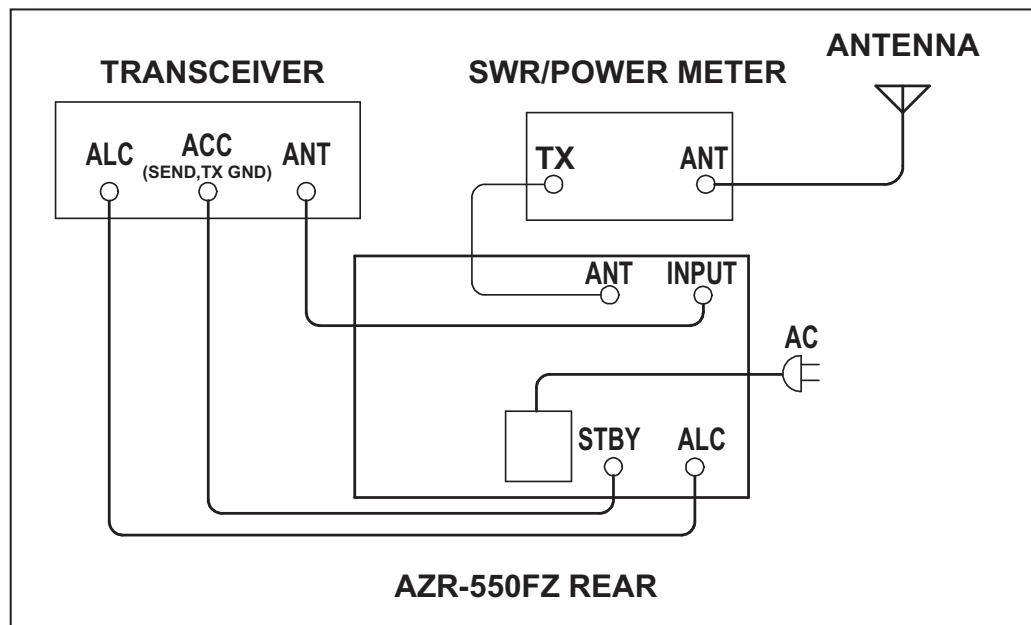 ANTENNA
TRANSCEIVER
SWR/POWER METER
ALC
ACC
(SEND,TX GND)
ANT
TX
ANT
ANT
INPUT
AC
STBY
ALC
AZR-550FZ REAR